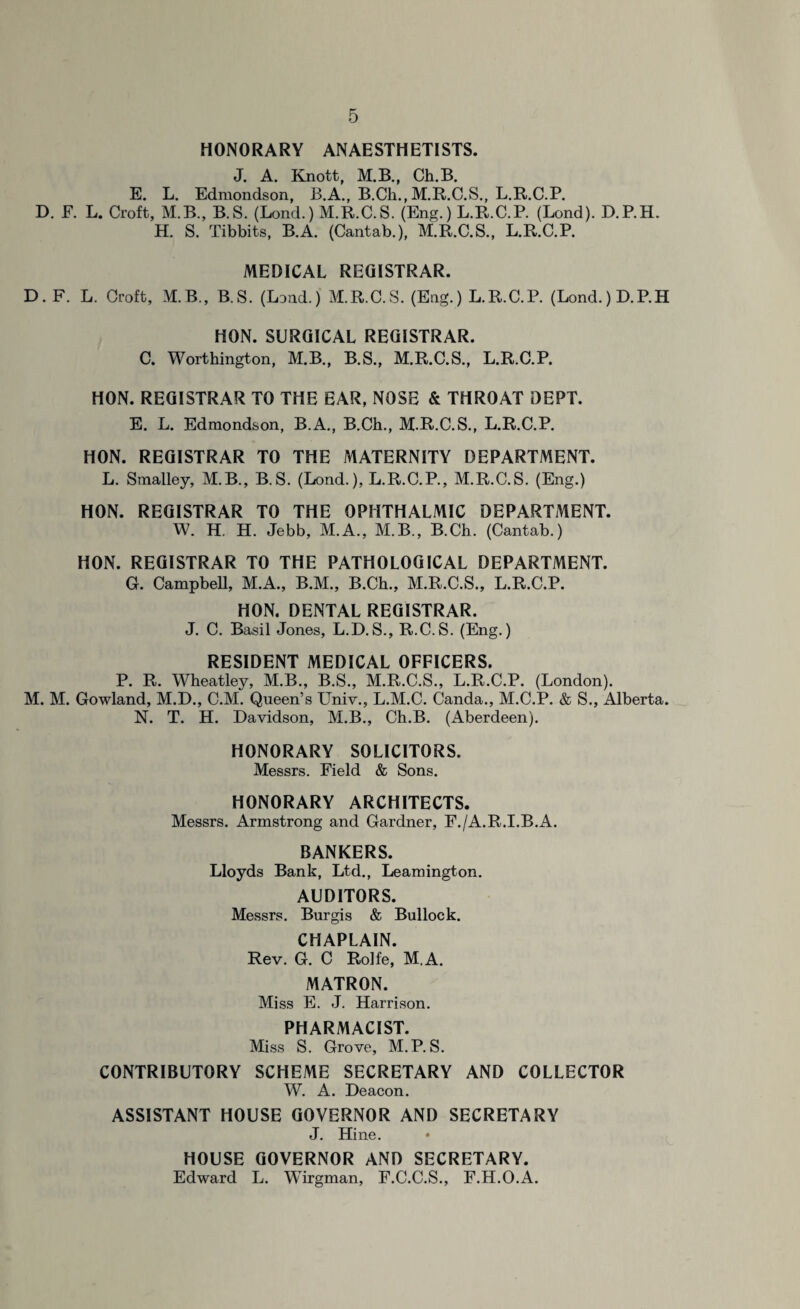 5
HONORARY ANAESTHETISTS.
J. A. Knott, M.B., Ch.B.
E. L. Edmondson, B.A., B.Ch., M.R.C.S., L.R.C.P.
D. F. L. Croft, M.B., B.S. (Lond.) M.R.C.S. (Eng.) L.R.C.P. (Lond). D.P.H.
H. S. Tibbits, B.A. (Cantab.), M.R.C.S., L.R.C.P.
MEDICAL REGISTRAR.
D. F. L. Croft, M.B., B.S. (Lond.) M.R.C.S. (Eng.) L.R.C.P. (Lond.) D.P.H
HON. SURGICAL REGISTRAR.
C. Worthington, M.B., B.S., M.R.C.S., L.R.C.P.
HON. REGISTRAR TO THE EAR, NOSE & THROAT DEPT.
E. L. Edmondson, B.A., B.Ch., M.R.C.S., L.R.C.P.
HON. REGISTRAR TO THE MATERNITY DEPARTMENT.
L. Smalley, M.B., B.S. (Lond.), L.R.C.P., M.R.C.S. (Eng.)
HON. REGISTRAR TO THE OPHTHALMIC DEPARTMENT.
W. H. H. Jebb, M.A., M.B., B.Ch. (Cantab.)
HON. REGISTRAR TO THE PATHOLOGICAL DEPARTMENT.
G. Campbell, M.A., B.M., B.Ch., M.R.C.S., L.R.C.P.
HON. DENTAL REGISTRAR.
J. C. Basil Jones, L.D.S., R.C.S. (Eng.)
RESIDENT MEDICAL OFFICERS.
P. R. Wheatley, M.B., B.S., M.R.C.S., L.R.C.P. (London).
M. M. Gowland, M.D., C.M. Queen's Univ., L.M.C. Canda., M.C.P. & S., Alberta.
N. T. H. Davidson, M.B., Ch.B. (Aberdeen).
HONORARY SOLICITORS.
Messrs. Field & Sons.
HONORARY ARCHITECTS.
Messrs. Armstrong and Gardner, F./A.R.I.B.A.
BANKERS.
Lloyds Bank, Ltd., Leamington.
AUDITORS.
Messrs. Burgis & Bullock.
CHAPLAIN.
Rev. G. C Rolfe, M.A.
MATRON.
Miss E. J. Harrison.
PHARMACIST.
Miss S. Grove, M.P.S.
CONTRIBUTORY SCHEME SECRETARY AND COLLECTOR
W. A. Deacon.
ASSISTANT HOUSE GOVERNOR AND SECRETARY
J. Hine.
HOUSE GOVERNOR AND SECRETARY.
Edward L. Wirgman, F.C.C.S., F.H.O.A.